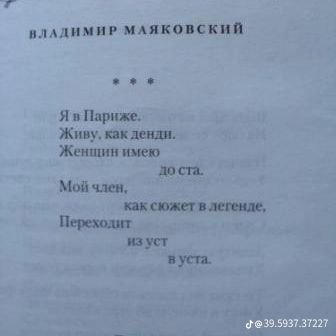 ВЛАДИМИР МАЯКОВСКИЙ
* * *
Я в Париже.
Живу, как денди.
Женщин имею
до ста.
Мой член,
как сюжет в легенде,
Переходит
из уст
в уста.
@39.5937.37227